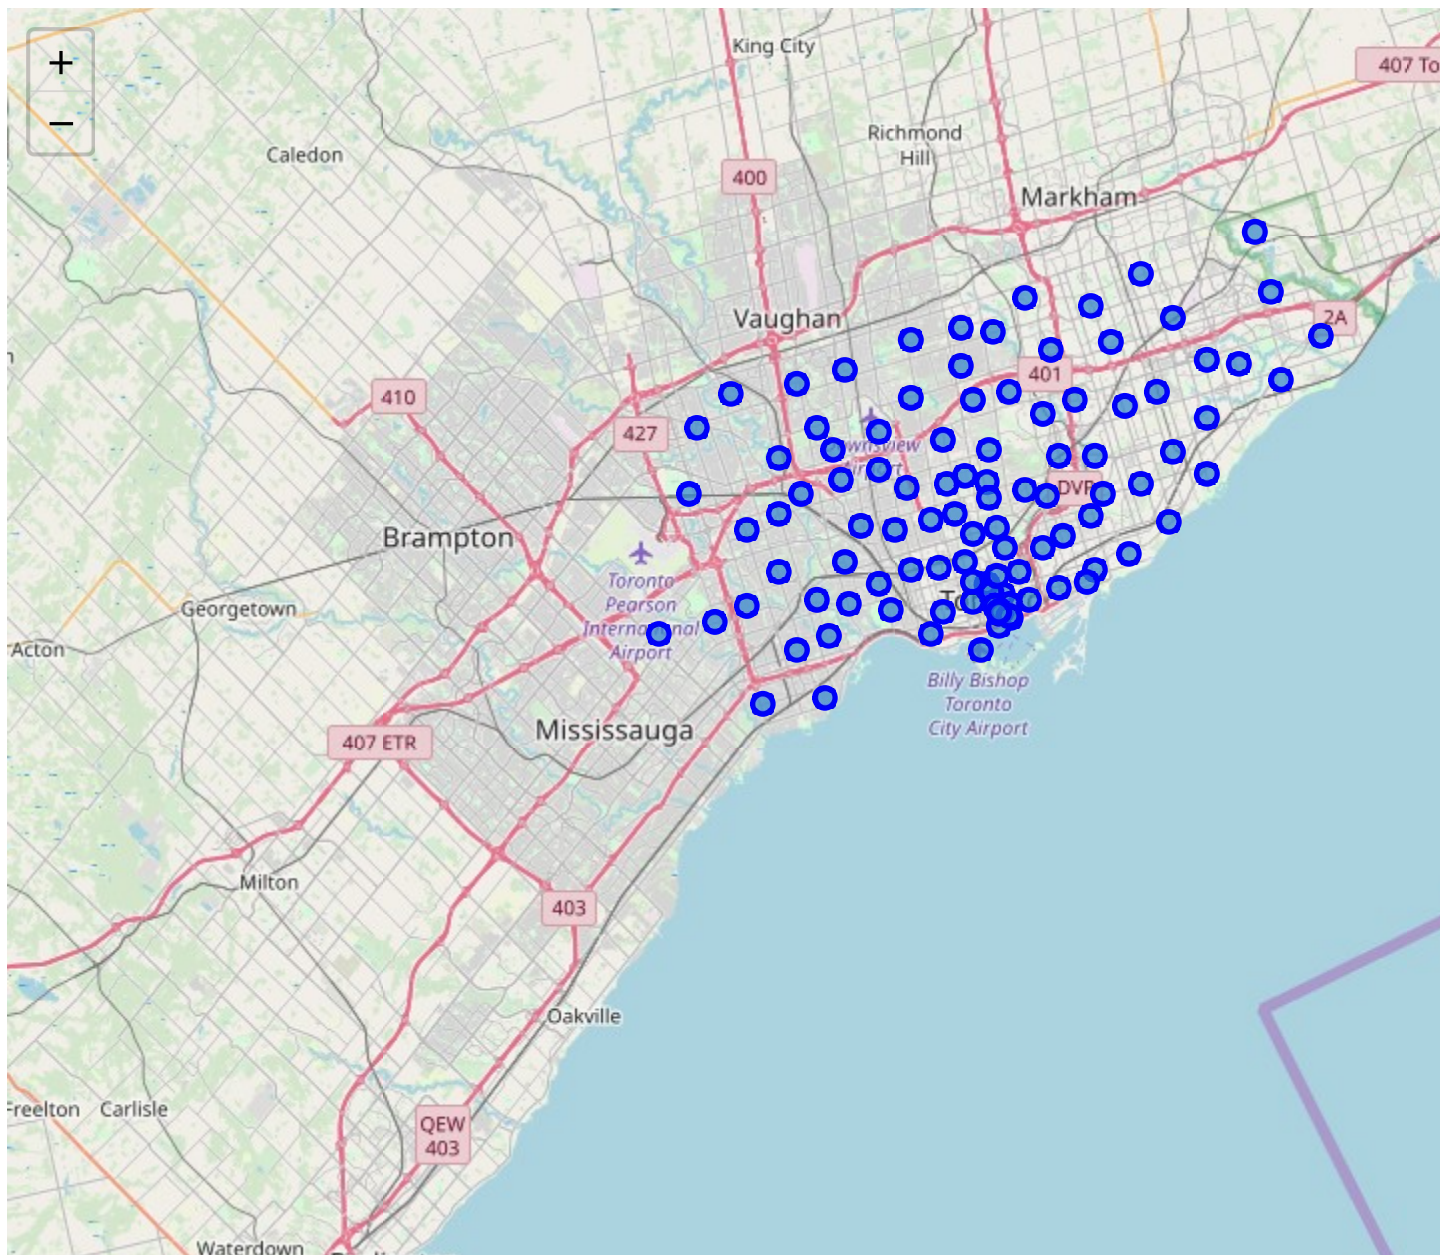 +
−
King City
407 To
Richmond
Hill
Caledon
400
Markham
Vaughan
2A
401
410
427
wnsview
DVP
Brampton
Toronto
Pearson
International
Airport
Georgetown
Acton
Billy Bishop
Toronto
City Airport
Mississauga
407 ETR
Milton
403
Oakville
Freelton
Carlisle
QEW
403
Waterdown